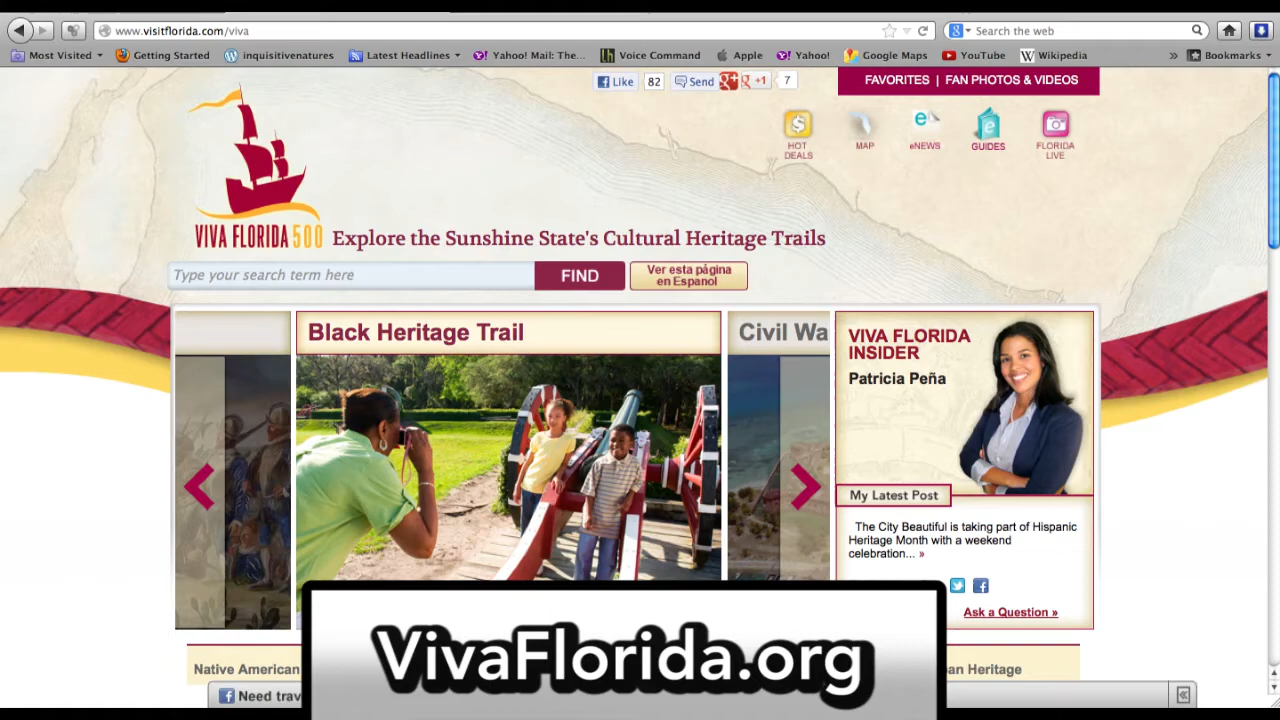 www.visitflorida.com/viva
Search the web
Most Visited
Getting Started
inquisitivenatures
Latest Headlines
Yahoo! Mail: The...
Voice Command
Apple
Yahoo!
Google Maps
YouTube
Wikipedia
»
Bookmarks
Like
82
Send
+1
7
FAVORITES | FAN PHOTOS & VIDEOS
HOT
DEALS
MAP
eNEWS
GUIDES
FLORIDA
LIVE
VIVA FLORIDA 500
Explore the Sunshine State's Cultural Heritage Trails
Type your search term here
FIND
Ver esta página
en Espanol
Black Heritage Trail
Civil Wa
VIVA FLORIDA
INSIDER
Patricia Peña
My Latest Post
The City Beautiful is taking part of Hispanic
Heritage Month with a weekend
celebration... »
Ask a Question »
VivaFlorida.org
Native American
an Heritage
Need trav